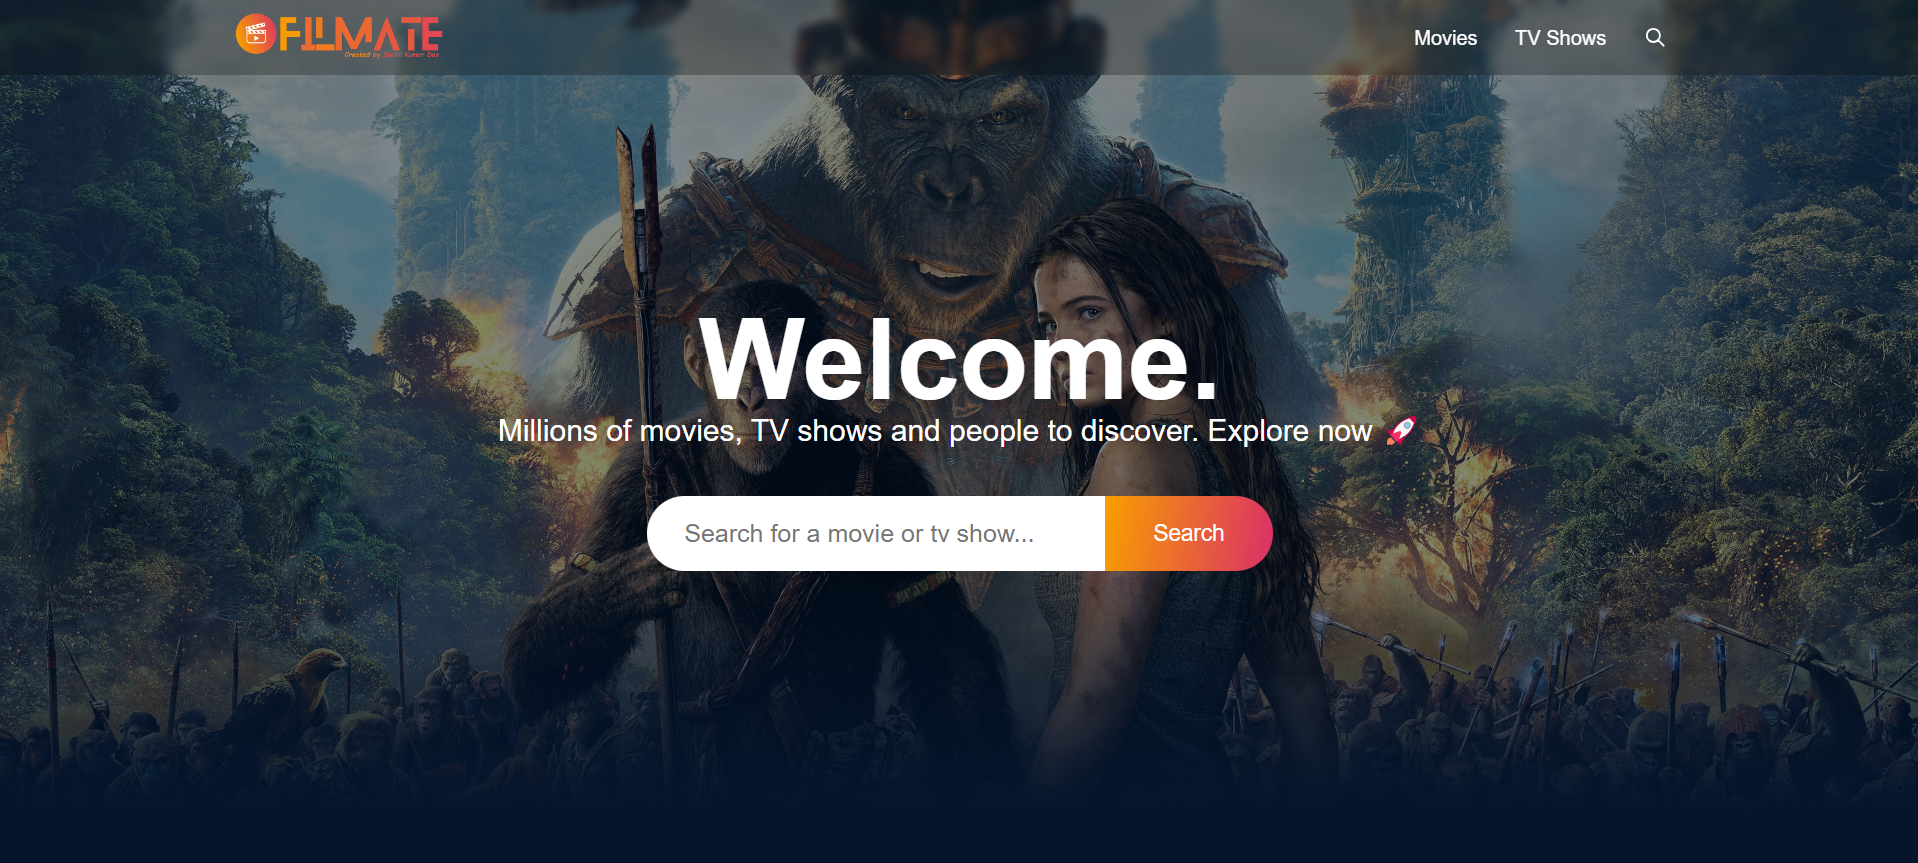 FILMATE
Created by Sushil Kumar Das
Movies
TV Shows
Welcome.
Millions of movies, TV shows and people to discover. Explore now 🚀
Search for a movie or tv show...
Search